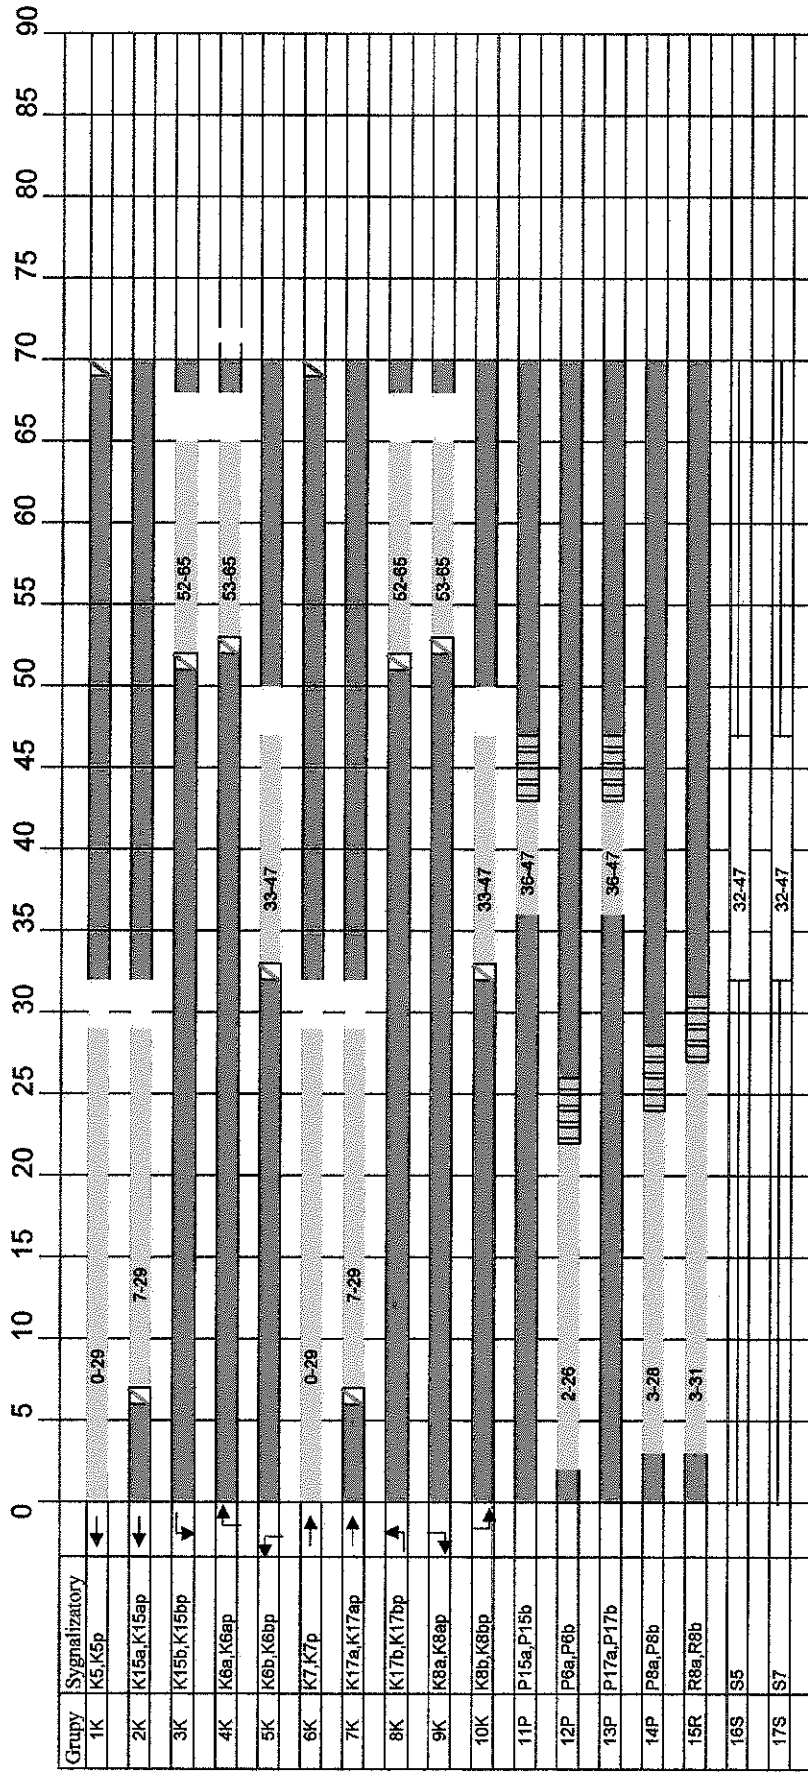 0 5 10 15 20 25 30 35 40 45 50 55 60 65 70 75 80 85 90
Grupy Sygnalizatory
1K K5,K5p 0-29
2K K15a,K15ap 7-29
3K K15b,K15bp 52-65
4K K6a,K6ap 53-65
5K K6b,K6bp 33-47
6K K7,K7p 0-29
7K K17a,K17ap 7-29
8K K17b,K17bp 52-65
9K K8a,K8ap 53-65
10K K8b,K8bp 33-47
11P P15a,P15b 36-47
12P P6a,P6b 2-26
13P P17a,P17b 36-47
14P P8a,P8b 3-28
15R R8a,R8b 3-31
16S S5 32-47
17S S7 32-47